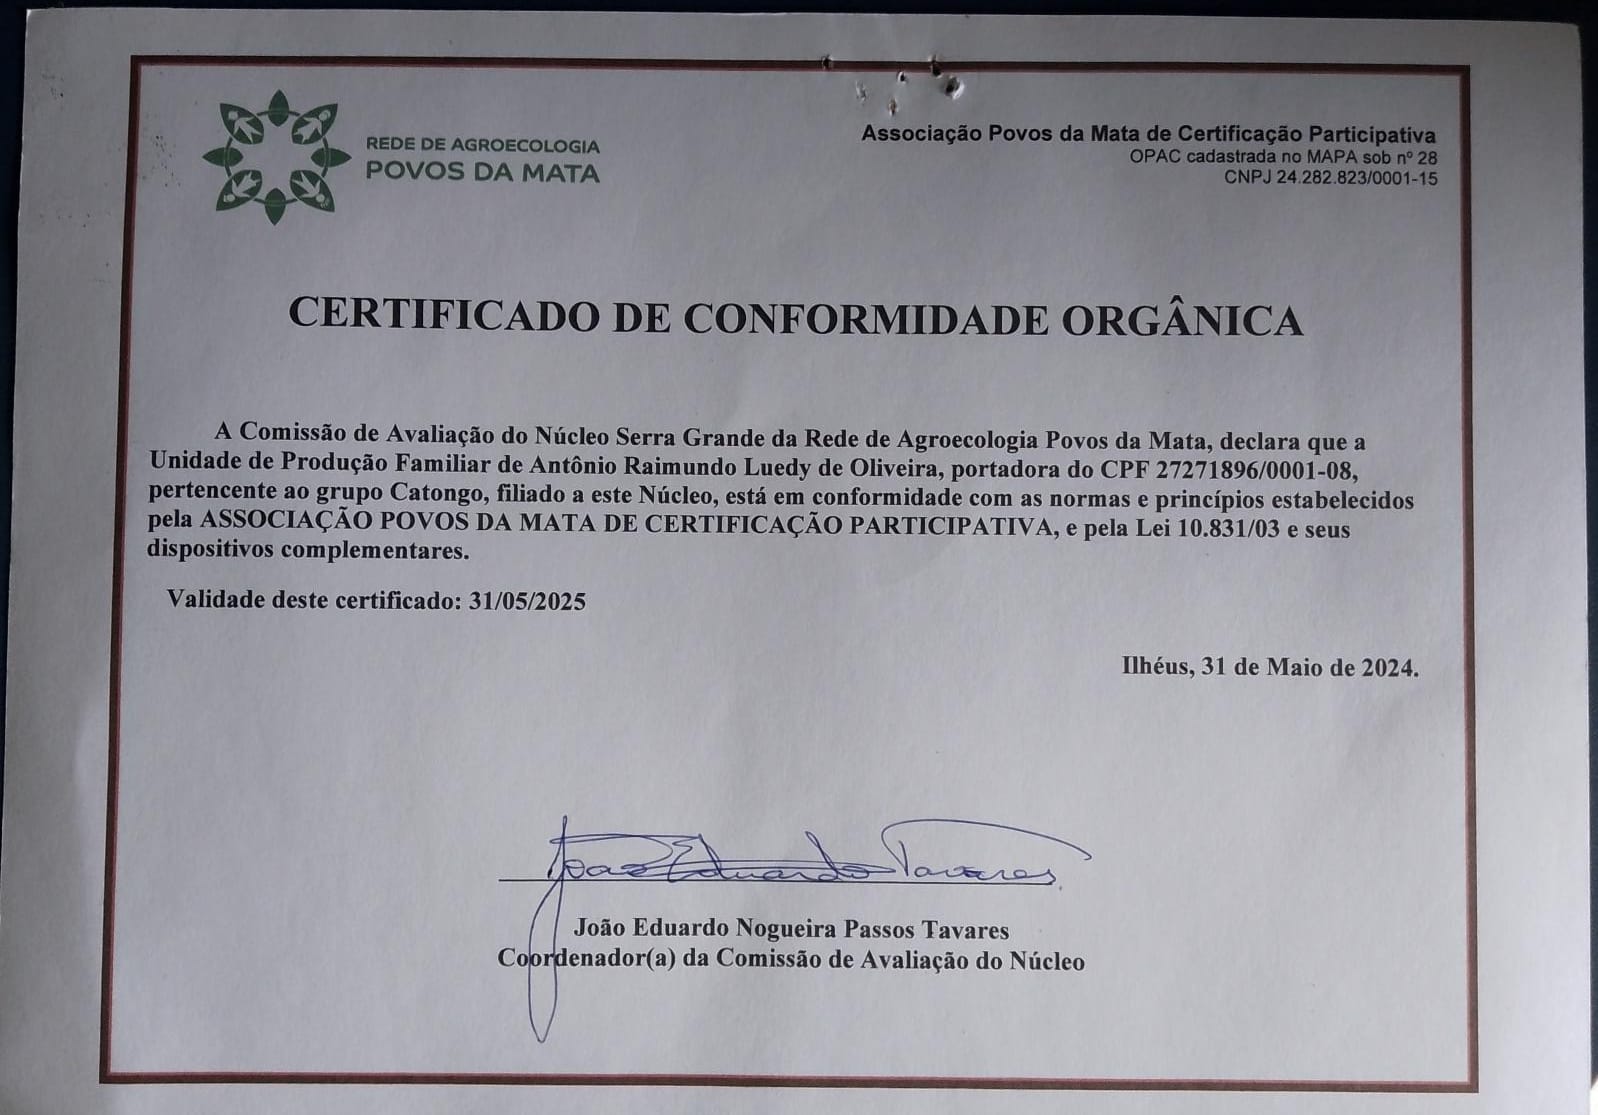 REDE DE AGROECOLOGIA
POVOS DA MATA
Associação Povos da Mata de Certificação Participativa
OPAC cadastrada no MAPA sob nº 28
CNPJ 24.282.823/0001-15
CERTIFICADO DE CONFORMIDADE ORGÂNICA
A Comissão de Avaliação do Núcleo Serra Grande da Rede de Agroecologia Povos da Mata, declara que a
Unidade de Produção Familiar de Antônio Raimundo Luedy de Oliveira, portadora do CPF 27271896/0001-08,
pertencente ao grupo Catongo, filiado a este Núcleo, está em conformidade com as normas e princípios estabelecidos
pela ASSOCIAÇÃO POVOS DA MATA DE CERTIFICAÇÃO PARTICIPATIVA, e pela Lei 10.831/03 e seus
dispositivos complementares.
Validade deste certificado: 31/05/2025
Ilhéus, 31 de Maio de 2024.
João Eduardo Tavares
João Eduardo Nogueira Passos Tavares
Coordenador(a) da Comissão de Avaliação do Núcleo